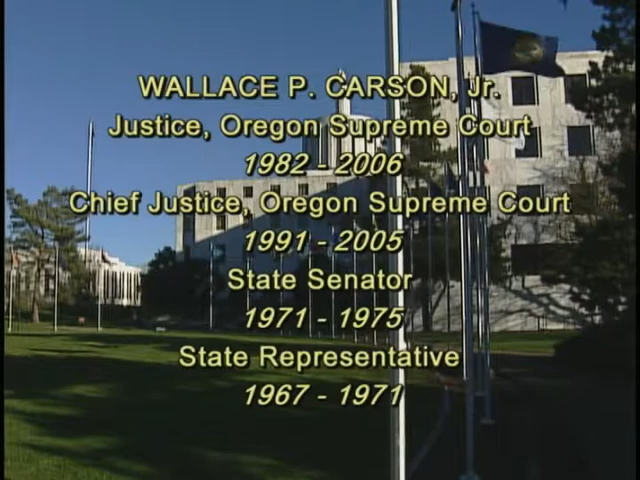 WALLACE P. CARSON, Jr.
Justice, Oregon Supreme Court
1982 - 2006
Chief Justice, Oregon Supreme Court
1991 - 2005
State Senator
1971 - 1975
State Representative
1967 - 1971